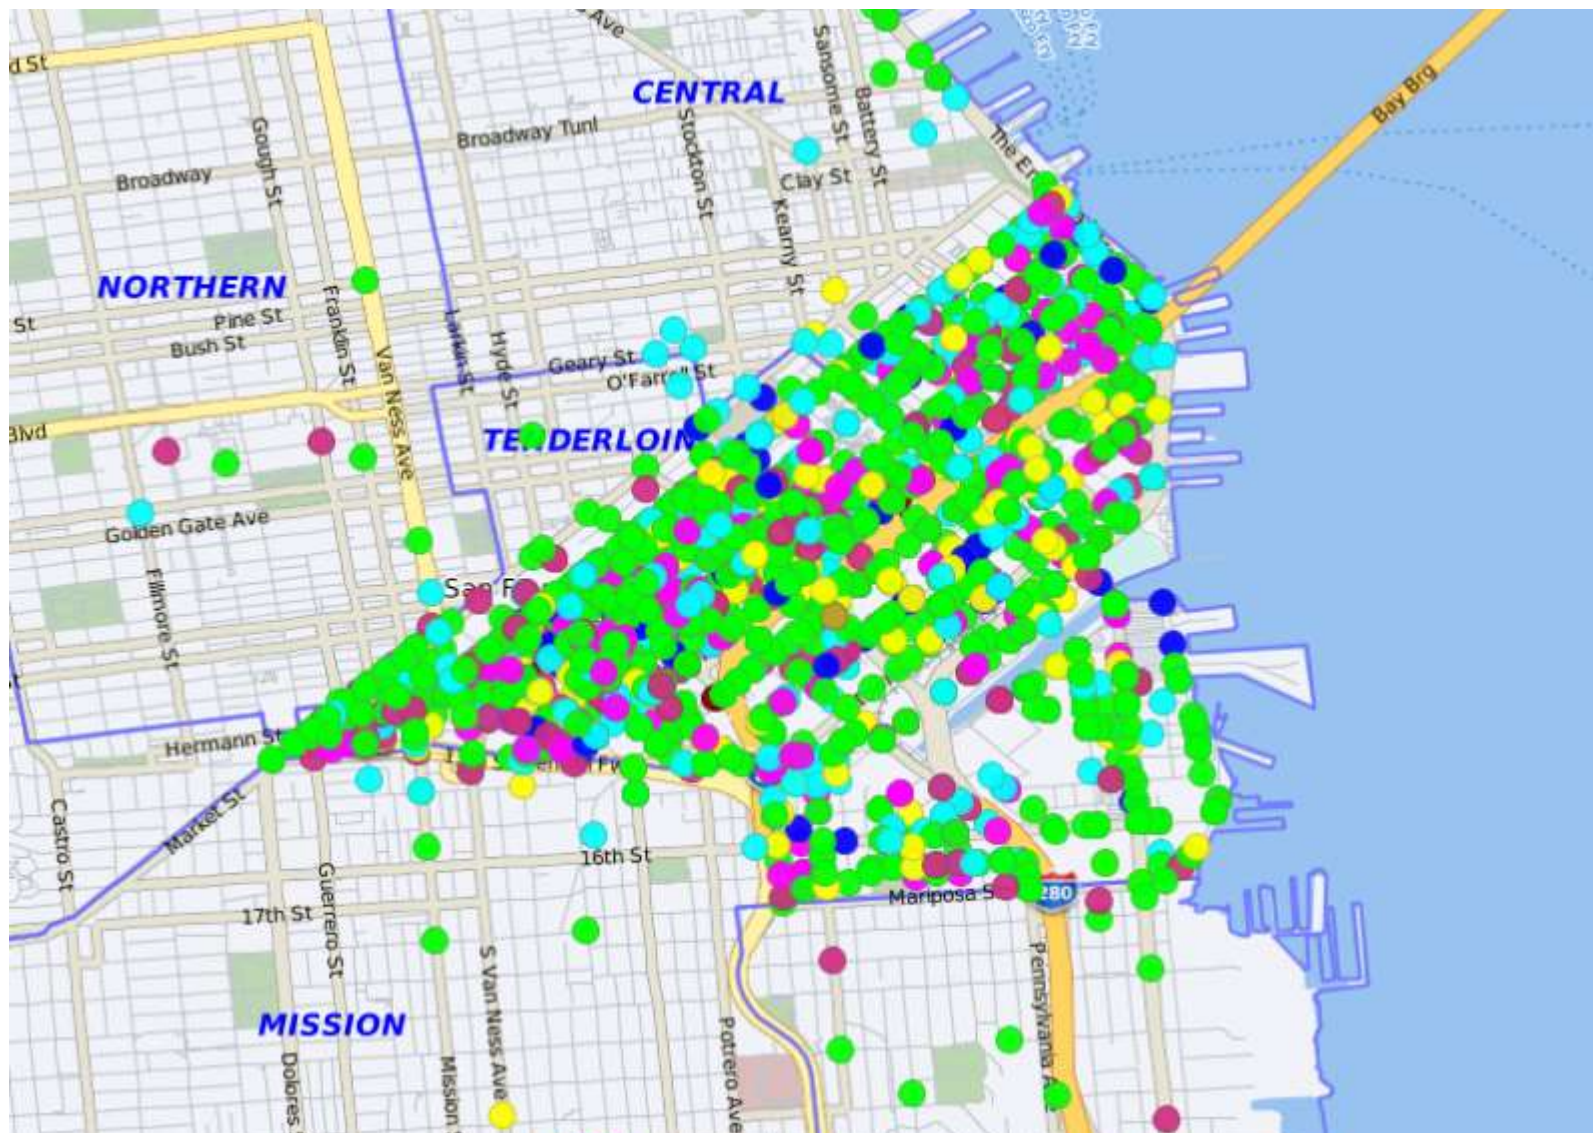 Ave
d St
CENTRAL
Sansome St
Battery St
Bay Brg
Gough St
Broadway Tunl
Stockton St
The E
Broadway
Clay St
Kearny St
NORTHERN
Franklin St
St
Pine St
Bush St
Larkin St
Hyde St
Van Ness Ave
Geary St
O'Farrell St
Blvd
TENDERLOIN
Golden Gate Ave
San F
Fillmore St
Hermann St
Castro St
Market St
16th St
Guerrero St
Mariposa S
280
17th St
S Van Ness Ave
Pennsylvania A
MISSION
Potrero Ave
Dolores
Mission